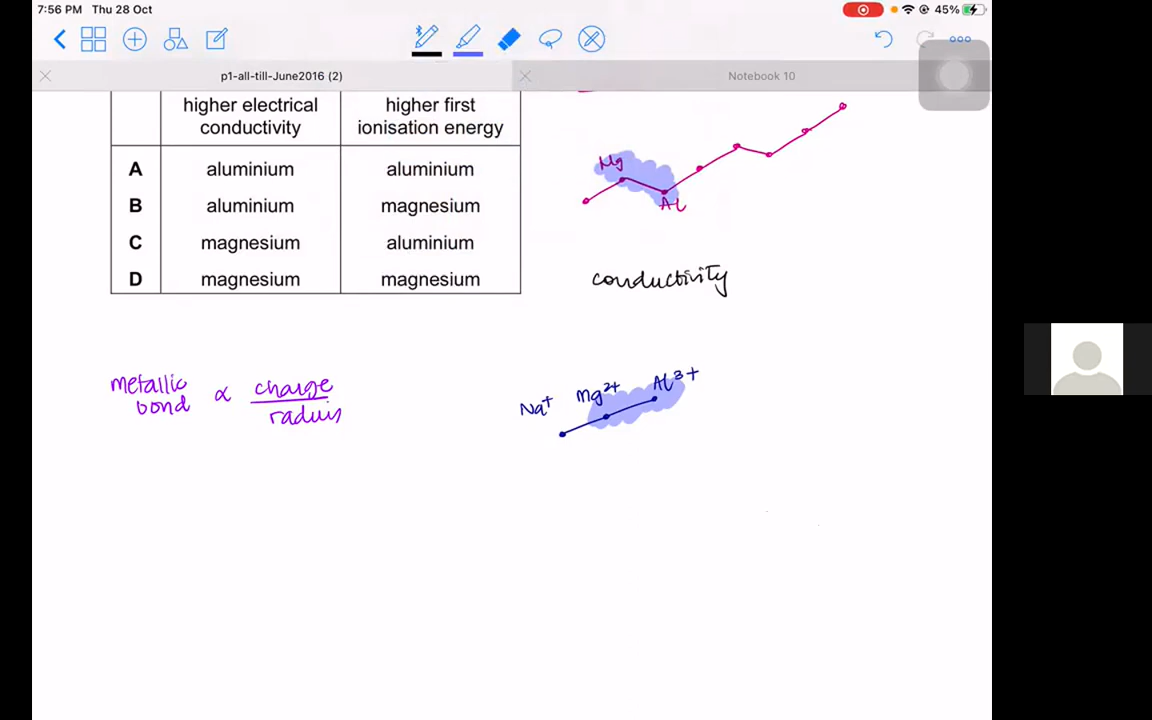 7:56 PM Thu 28 Oct
45%
p1-all-till-June2016 (2)
Notebook 10
higher electrical conductivity
higher first ionisation energy
A aluminium aluminium
B aluminium magnesium
C magnesium aluminium
D magnesium magnesium
Mg
Al
conductivity
metallic bond ∝ charge
radius
Na+ Mg2+ Al3+